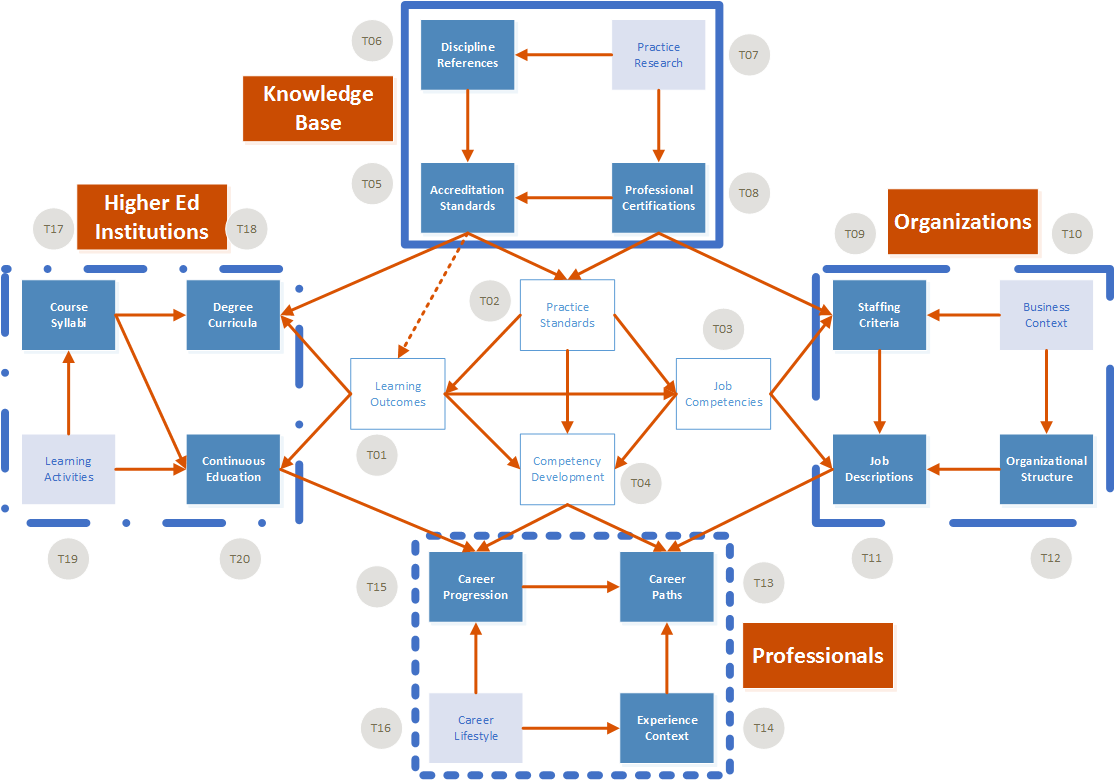 T06
Discipline
References
Practice
Research
T07
Knowledge
Base
T05
Accreditation
Standards
Professional
Certifications
T08
Higher Ed
Institutions
T17
T18
Organizations
T09
T10
Course
Syllabi
Degree
Curricula
T02
Practice
Standards
T03
Staffing
Criteria
Business
Context
Learning
Outcomes
Job
Competencies
T01
Learning
Activities
Continuous
Education
Competency
Development
T04
Job
Descriptions
Organizational
Structure
T19
T20
T11
T12
T15
Career
Progression
Career
Paths
T13
Professionals
T16
Career
Lifestyle
Experience
Context
T14